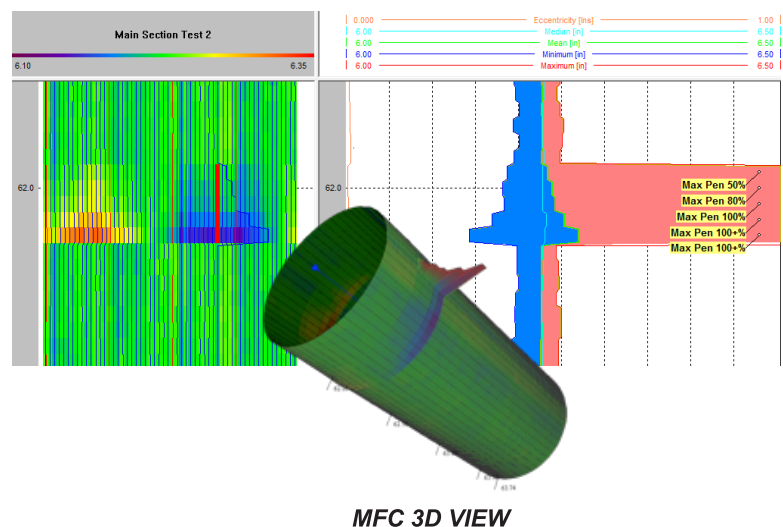 Main Section Test 2
6.10 6.35
0.000 Eccentricity [Ins] 1.00
6.00 Median [in] 6.50
6.00 Mean [in] 6.50
6.00 Minimum [in] 6.50
6.00 Maximum [in] 6.50
62.0
62.0
Max Pen 50%
Max Pen 80%
Max Pen 100%
Max Pen 100+%
Max Pen 100+%
63.74
MFC 3D VIEW